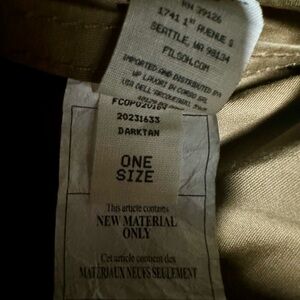 RN 79126
1741 1ST AVENUE S
SEATTLE, WA 98134
FILSON.COM
IMPORTED AND DISTRIBUTED BY
20231633
DARKTAN
ONE
SIZE
This article contains
NEW MATERIAL
ONLY
Cet article contient des
MATÉRIAUX NEUFS SEULEMENT